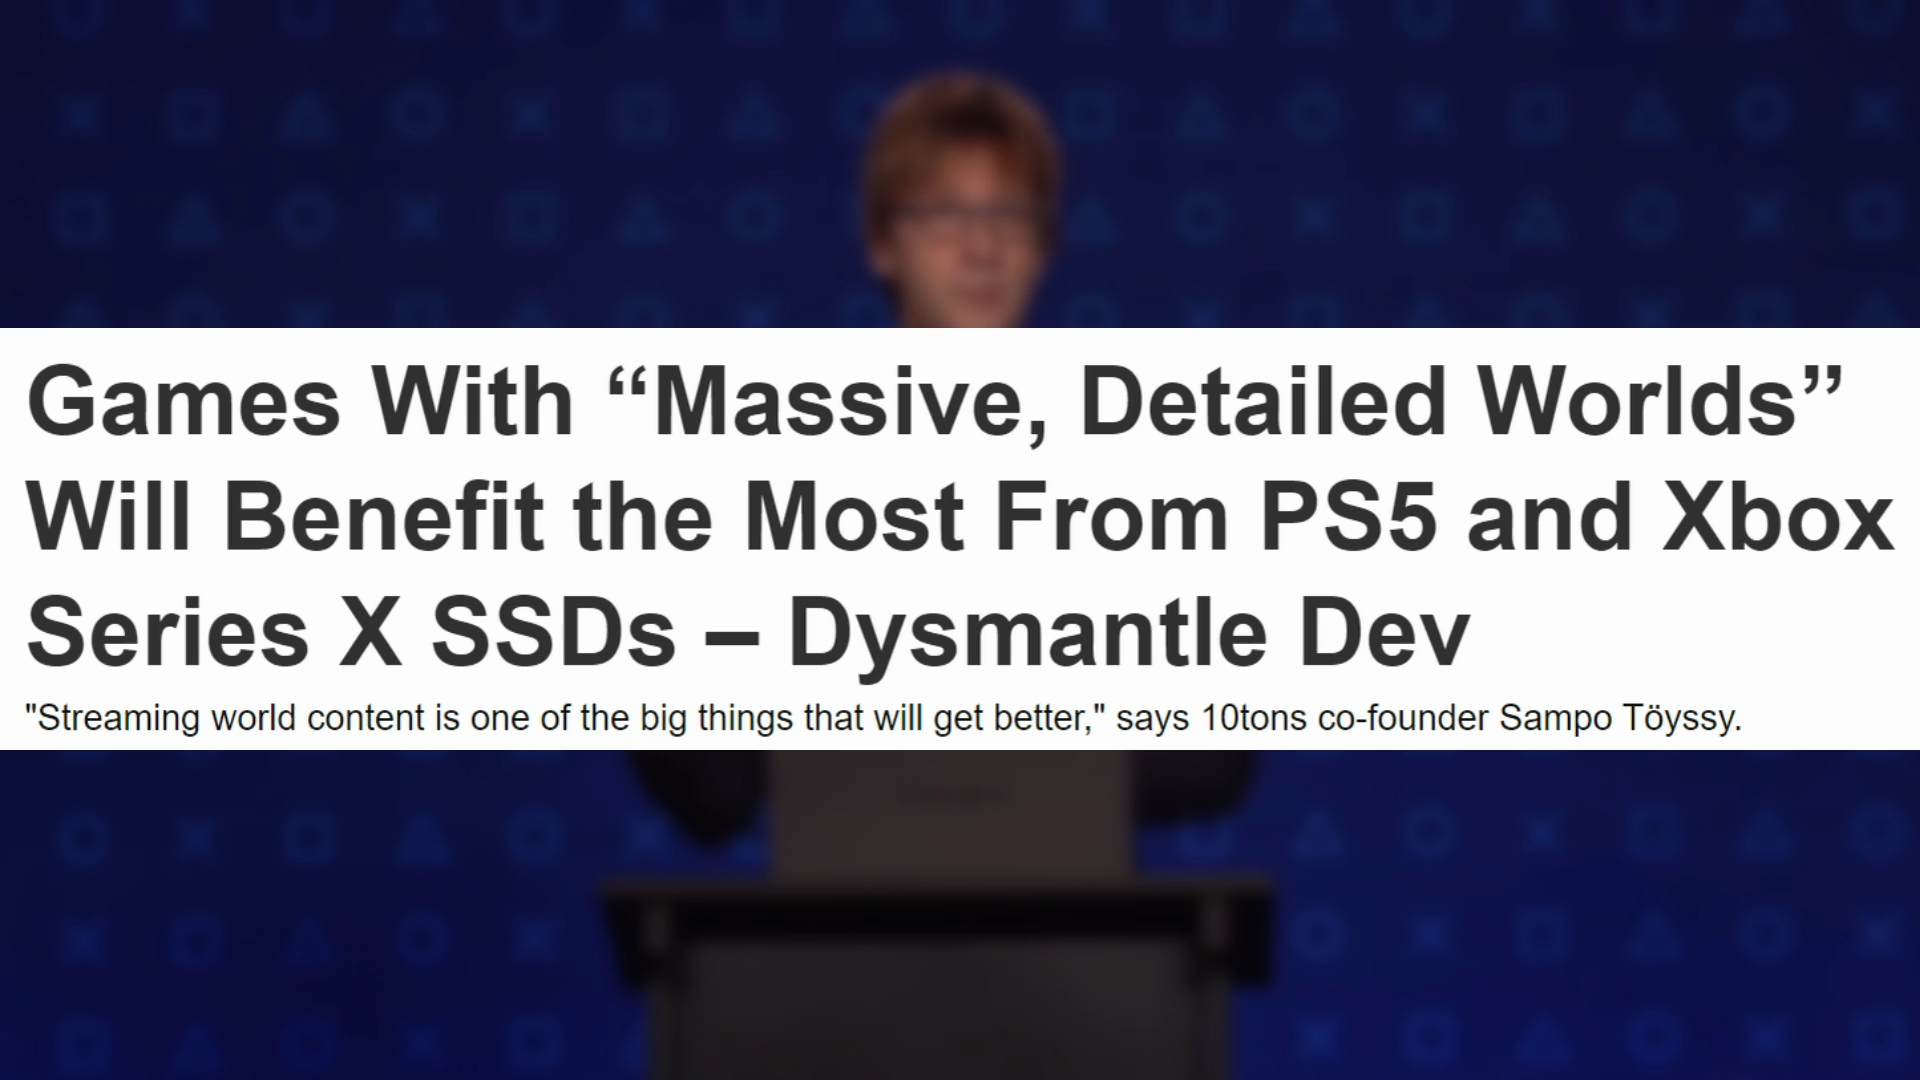 Games With “Massive, Detailed Worlds”
Will Benefit the Most From PS5 and Xbox
Series X SSDs – Dysmantle Dev
"Streaming world content is one of the big things that will get better," says 10tons co-founder Sampo Töyssy.